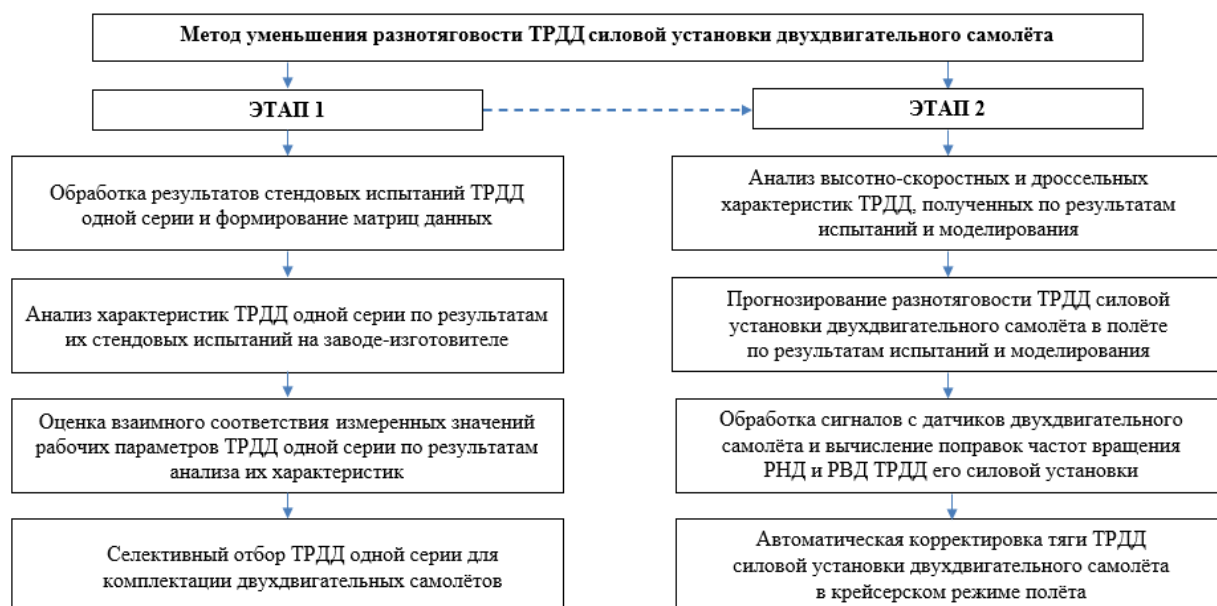 Метод уменьшения разнотяговости ТРДД силовой установки двухдвигательного самолёта
ЭТАП 1
ЭТАП 2
Обработка результатов стендовых испытаний ТРДД
одной серии и формирование матриц данных
Анализ характеристик ТРДД одной серии по результатам
их стендовых испытаний на заводе-изготовителе
Оценка взаимного соответствия измеренных значений
рабочих параметров ТРДД одной серии по результатам
анализа их характеристик
Селективный отбор ТРДД одной серии для
комплектации двухдвигательных самолётов
Анализ высотно-скоростных и дроссельных
характеристик ТРДД, полученных по результатам
испытаний и моделирования
Прогнозирование разнотяговости ТРДД силовой
установки двухдвигательного самолёта в полёте
по результатам испытаний и моделирования
Обработка сигналов с датчиков двухдвигательного
самолёта и вычисление поправок частот вращения
РНД и РВД ТРДД его силовой установки
Автоматическая корректировка тяги ТРДД
силовой установки двухдвигательного самолёта
в крейсерском режиме полёта